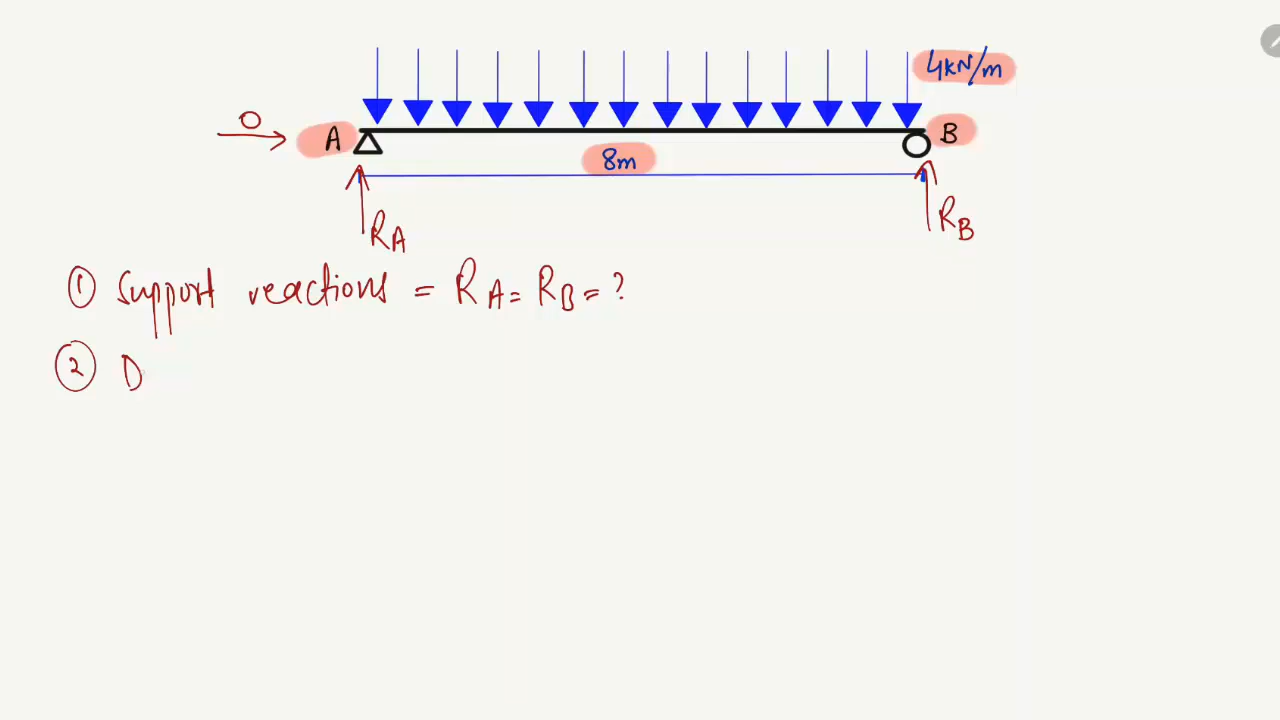 4kN/m
0
A
B
8m
RA
RB
① Support reactions = RA = RB = ?
② D